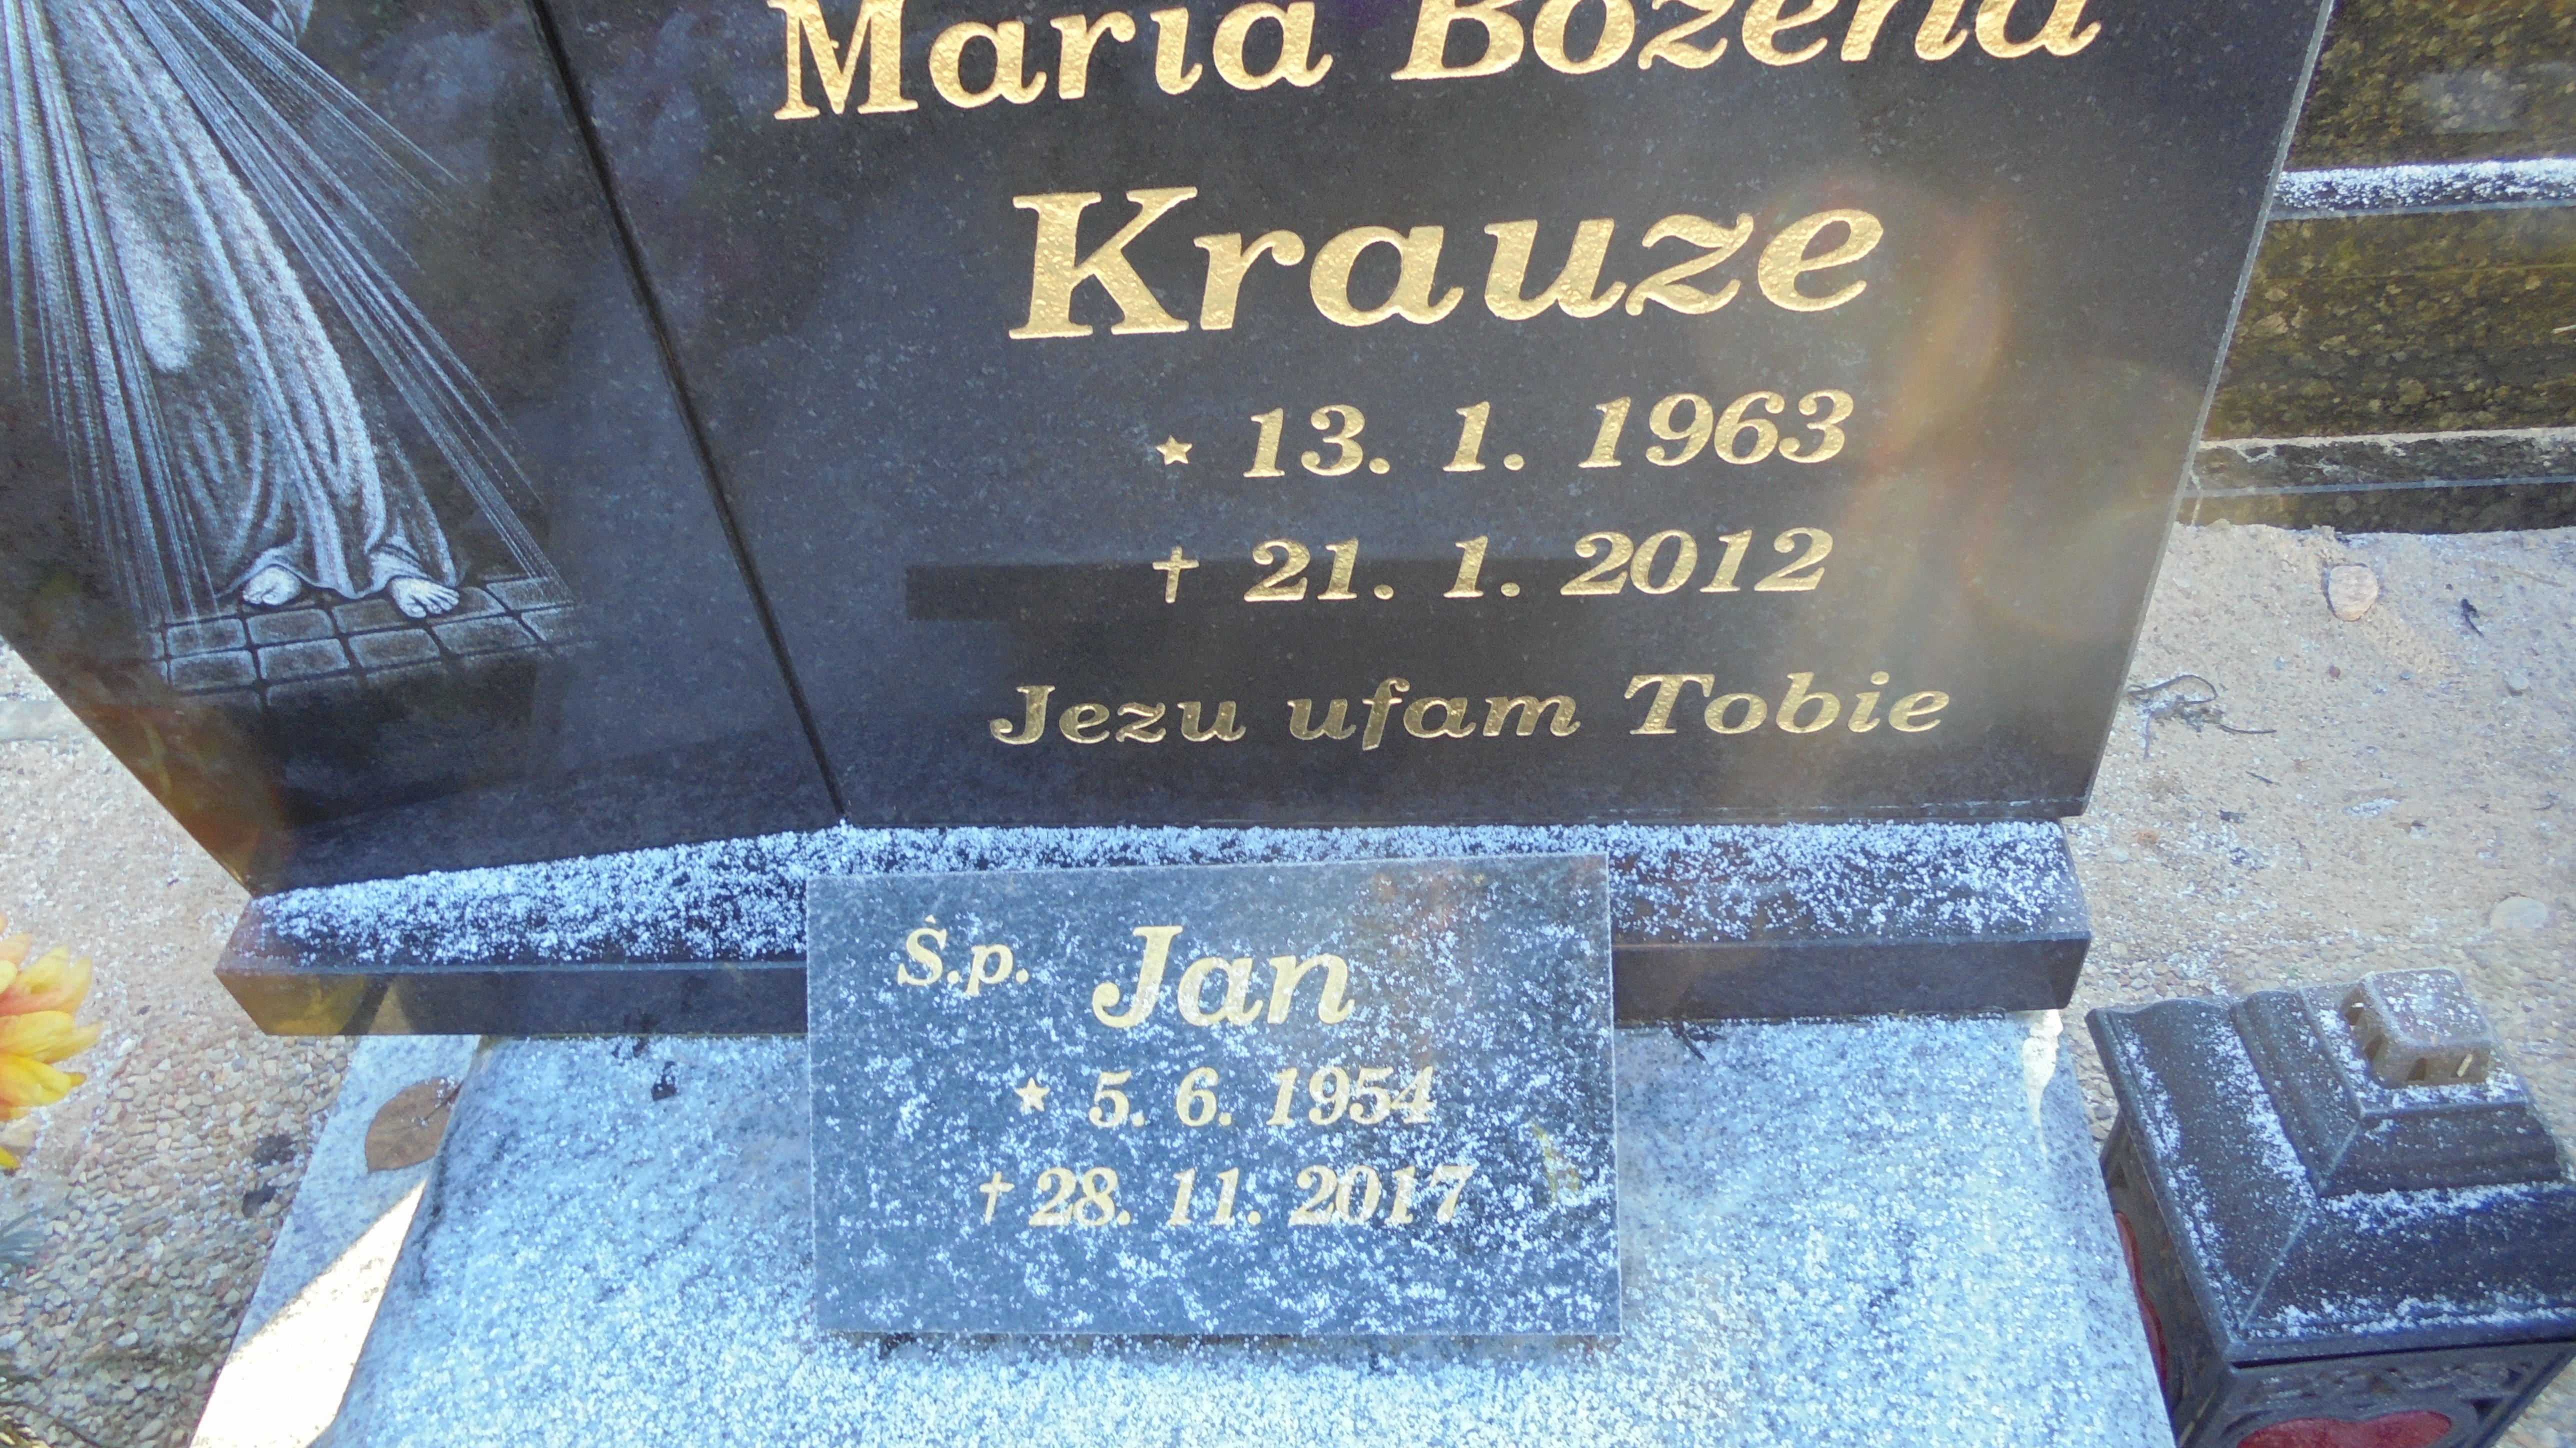 Maria Bożena
Krauze
★ 13. 1. 1963
✝ 21. 1. 2012
Jezu ufam Tobie
Ś.p. Jan
★ 5. 6. 1954
✝ 28. 11. 2017